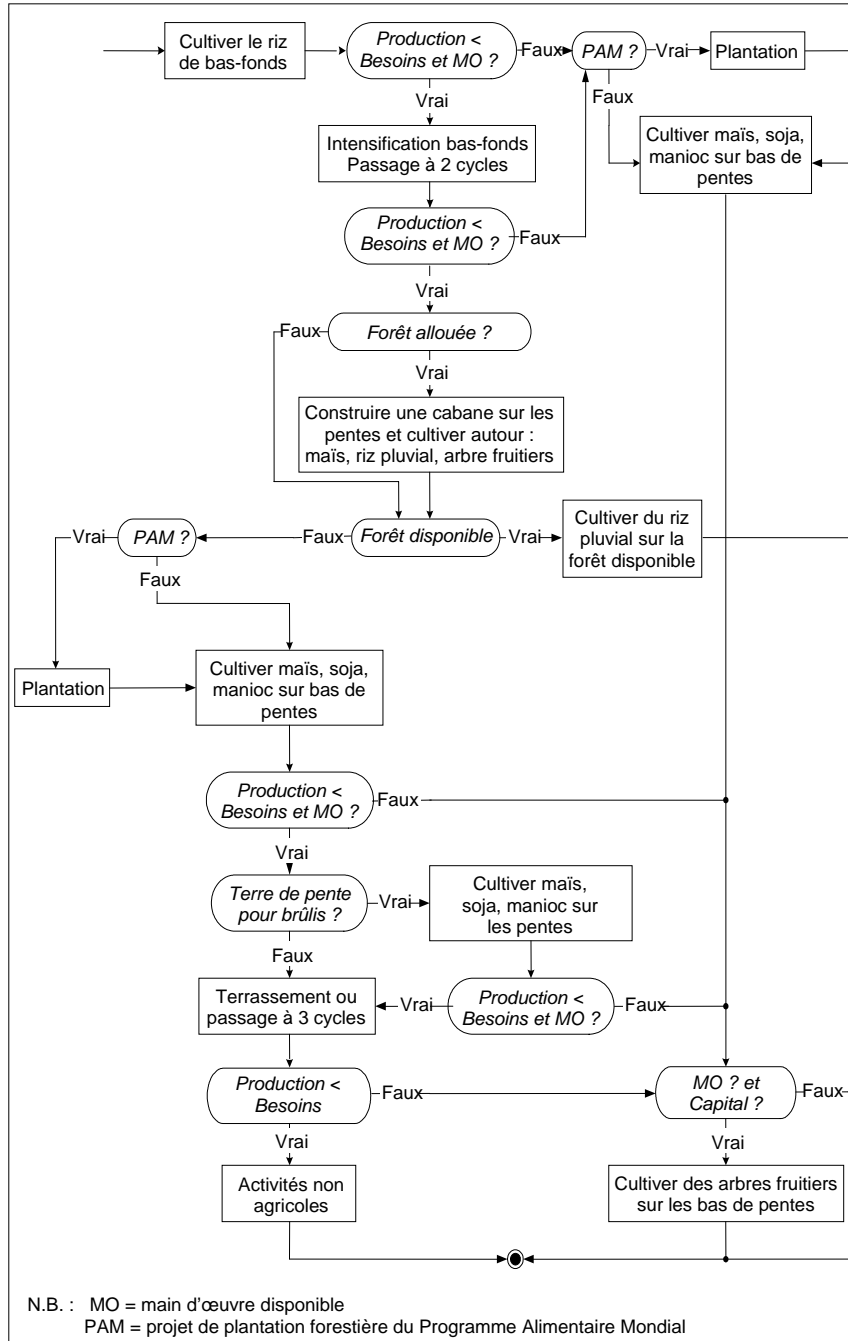 Cultiver le riz
de bas-fonds
Production <
Besoins et MO ?
Faux
PAM ?
Vrai
Plantation
Vrai
Faux
Intensification bas-fonds
Passage à 2 cycles
Cultiver maïs, soja,
manioc sur bas de
pentes
Production <
Besoins et MO ?
Faux
Vrai
Faux
Forêt allouée ?
Vrai
Construire une cabane sur les
pentes et cultiver autour :
maïs, riz pluvial, arbre fruitiers
Vrai
PAM ?
Faux
Forêt disponible
Vrai
Cultiver du riz
pluvial sur la
forêt disponible
Faux
Plantation
Cultiver maïs, soja,
manioc sur bas de
pentes
Production <
Besoins et MO ?
Faux
Vrai
Terre de pente
pour brûlis ?
Vrai
Cultiver maïs,
soja, manioc sur
les pentes
Faux
Terrassement ou
passage à 3 cycles
Vrai
Production <
Besoins et MO ?
Faux
Production <
Besoins
Faux
MO ? et
Capital ?
Faux
Vrai
Vrai
Activités non
agricoles
Cultiver des arbres fruitiers
sur les bas de pentes
N.B. : MO = main d'œuvre disponible
PAM = projet de plantation forestière du Programme Alimentaire Mondial